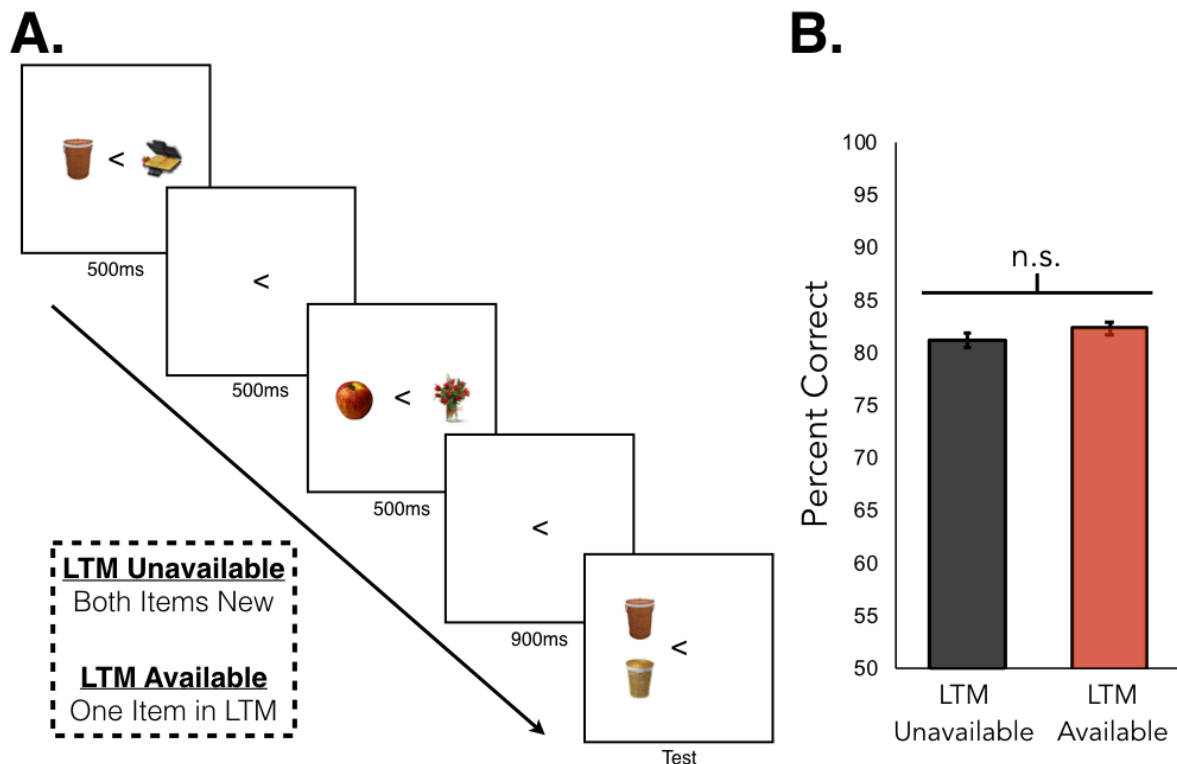 A.
<
500ms
<
500ms
<
500ms
<
900ms
<
Test
LTM Unavailable
Both Items New
LTM Available
One Item in LTM
B.
Percent Correct
100
95
90
85
80
75
70
65
60
55
50
n.s.
LTM
Unavailable
LTM
Available